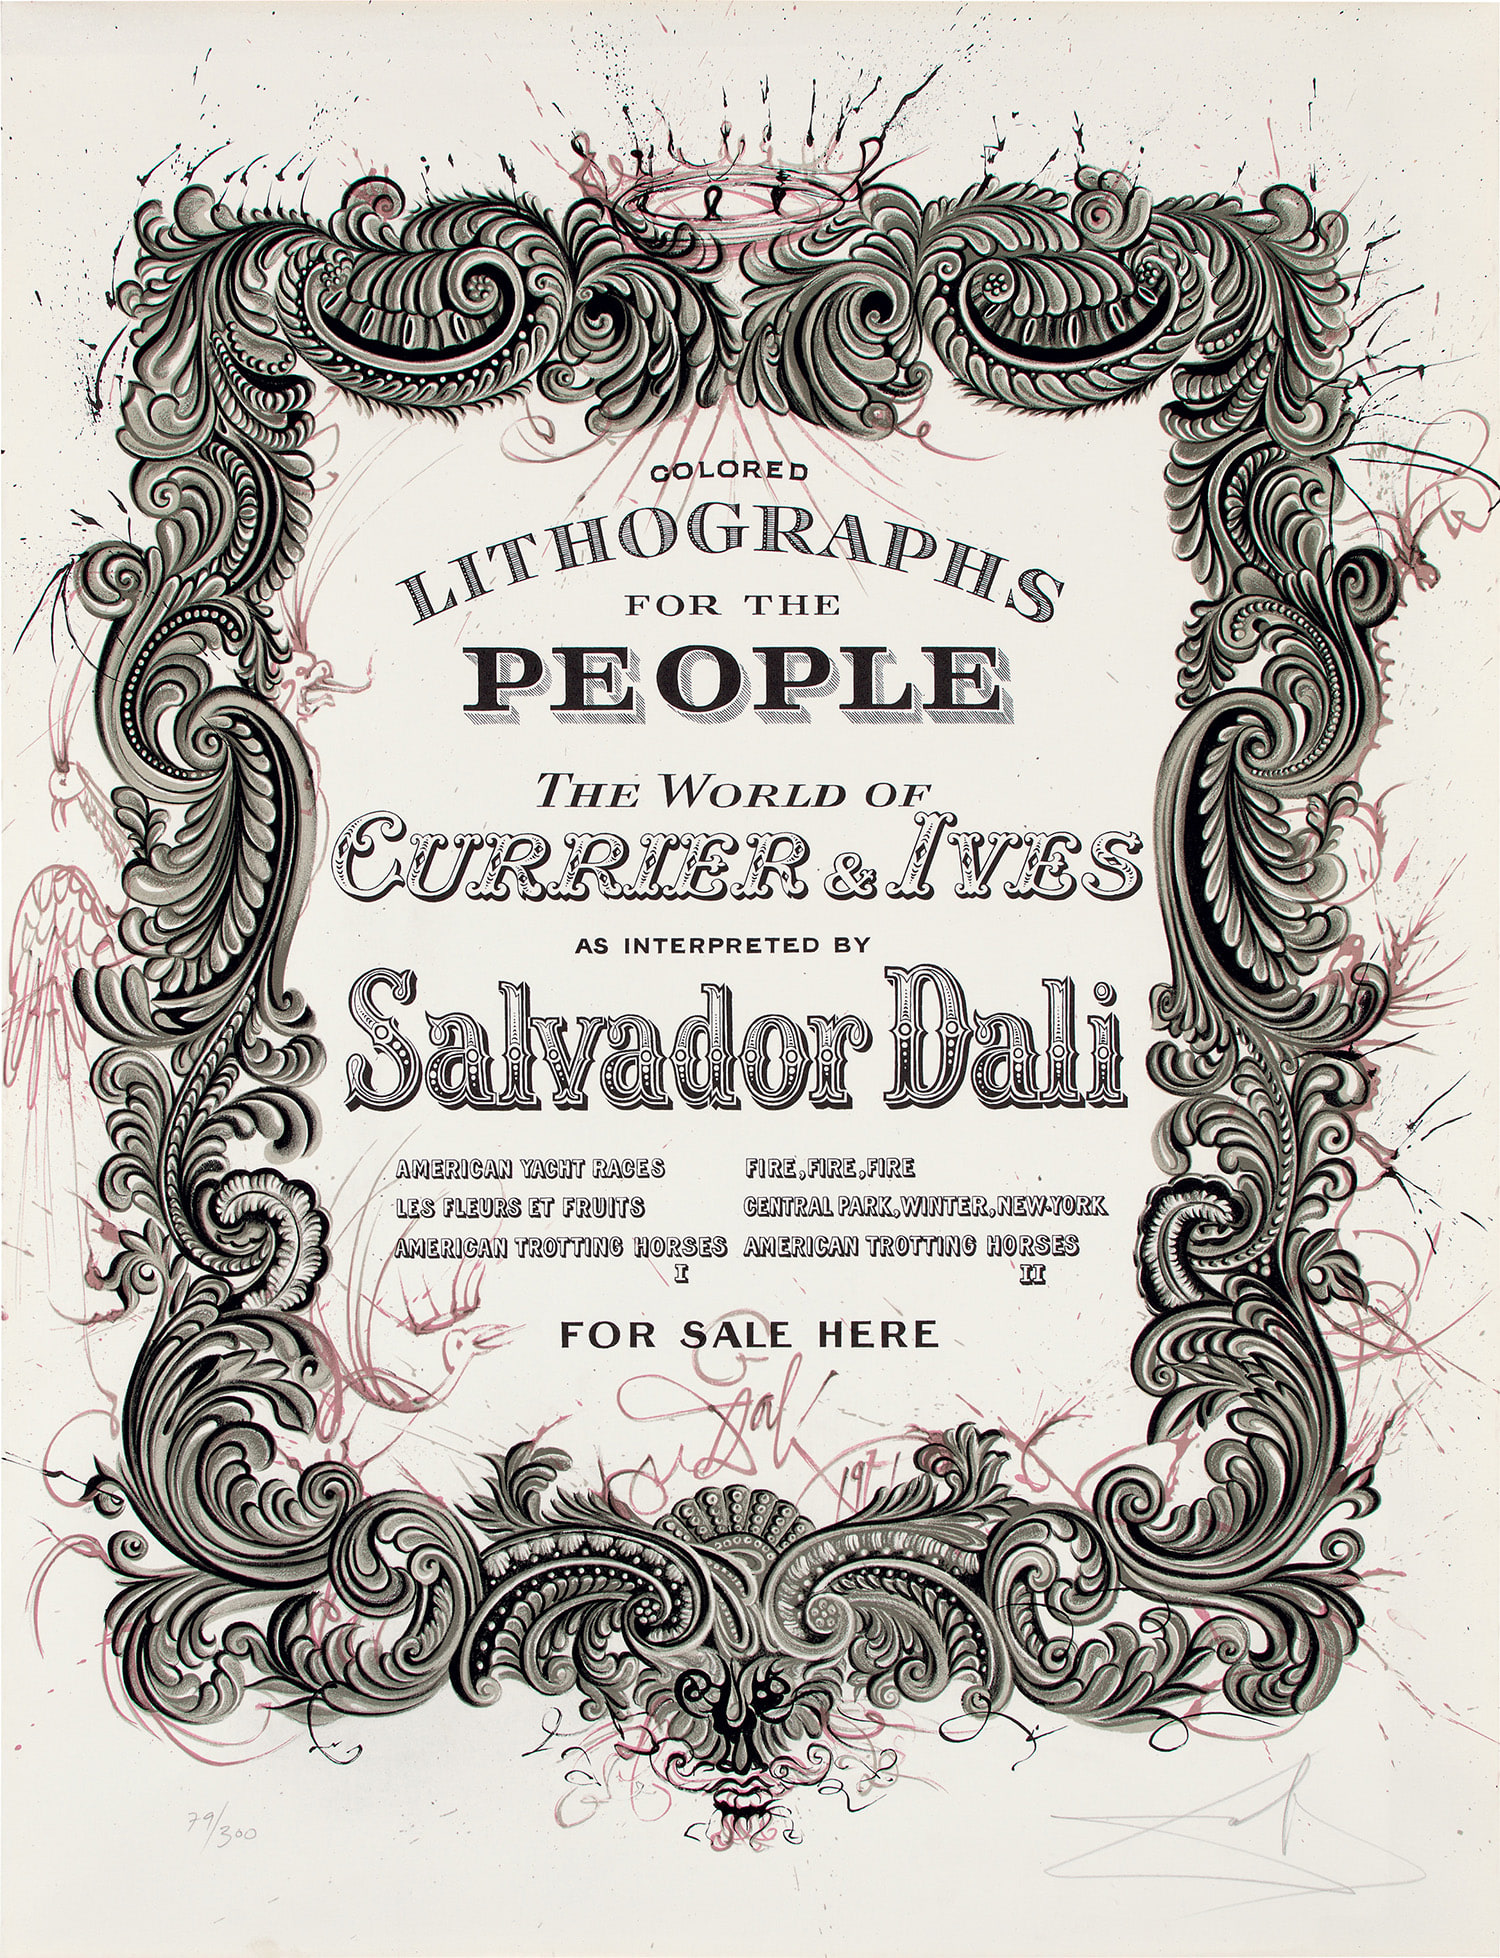 COLORED
LITHOGRAPHS
FOR THE
PEOPLE
THE WORLD OF
CURRIER & IVES
AS INTERPRETED BY
Salvador Dali
AMERICAN YACHT RACES FIRE,FIRE,FIRE
LES FLEURS ET FRUITS CENTRAL PARK,WINTER,NEW-YORK
AMERICAN TROTTING HORSES AMERICAN TROTTING HORSES
I II
FOR SALE HERE
Dali
1971
79/300
Dali